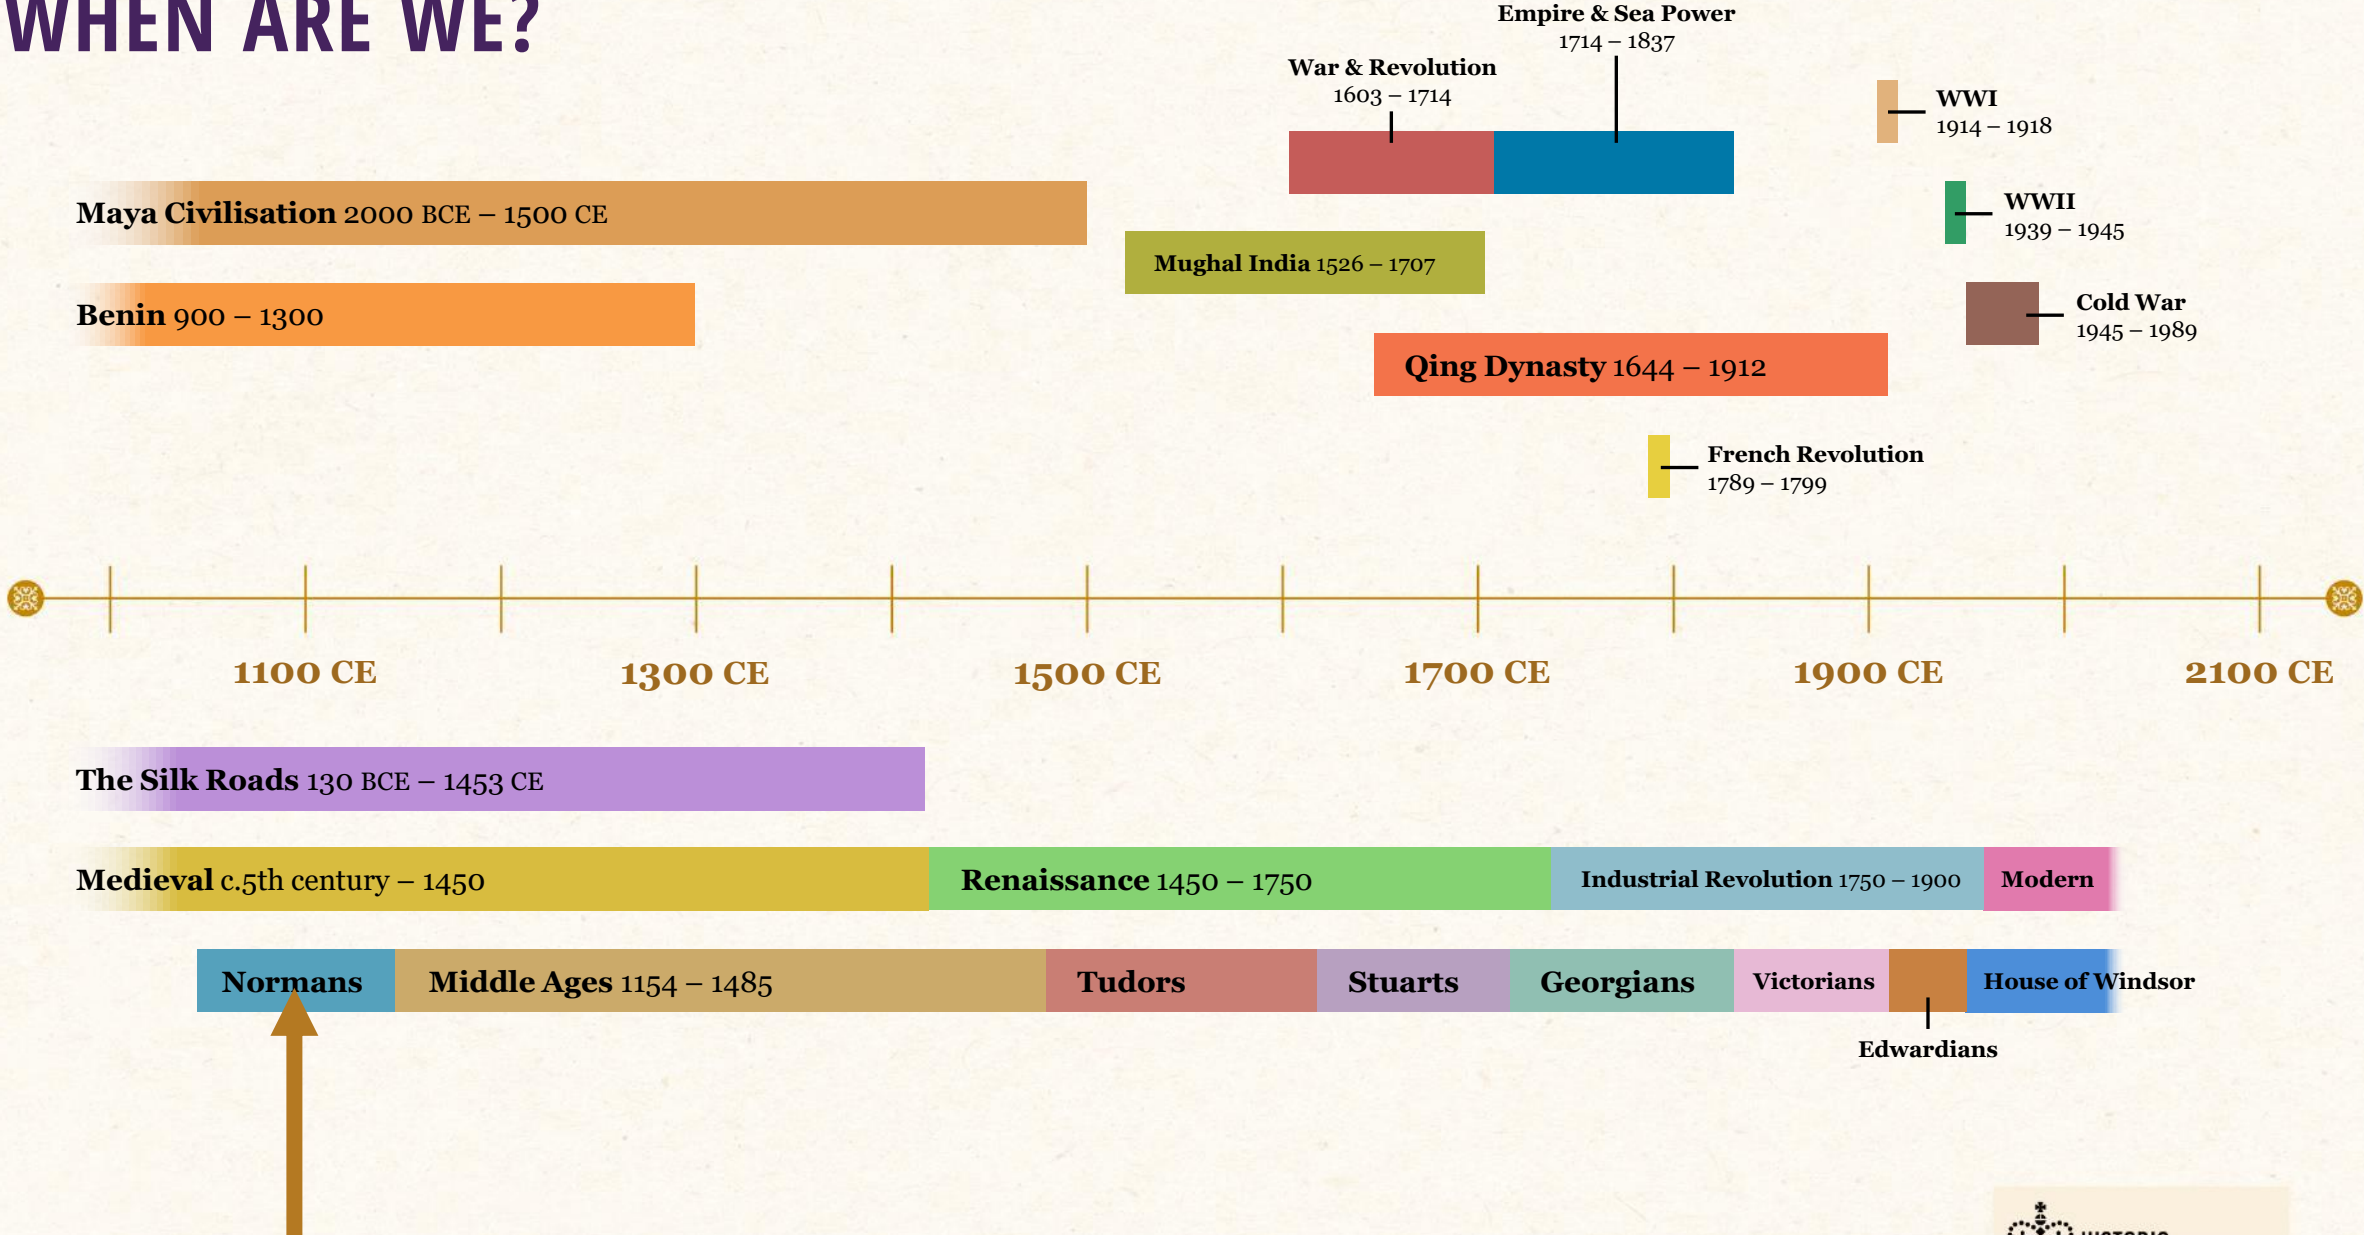 WHEN ARE WE?
Empire & Sea Power
1714 – 1837
War & Revolution
1603 – 1714
WWI
1914 – 1918
Maya Civilisation 2000 BCE – 1500 CE
WWII
1939 – 1945
Mughal India 1526 – 1707
Benin 900 – 1300
Cold War
1945 – 1989
Qing Dynasty 1644 – 1912
French Revolution
1789 – 1799
1100 CE
1300 CE
1500 CE
1700 CE
1900 CE
2100 CE
The Silk Roads 130 BCE – 1453 CE
Medieval c.5th century – 1450
Renaissance 1450 – 1750
Industrial Revolution 1750 – 1900
Modern
Normans
Middle Ages 1154 – 1485
Tudors
Stuarts
Georgians
Victorians
House of Windsor
Edwardians